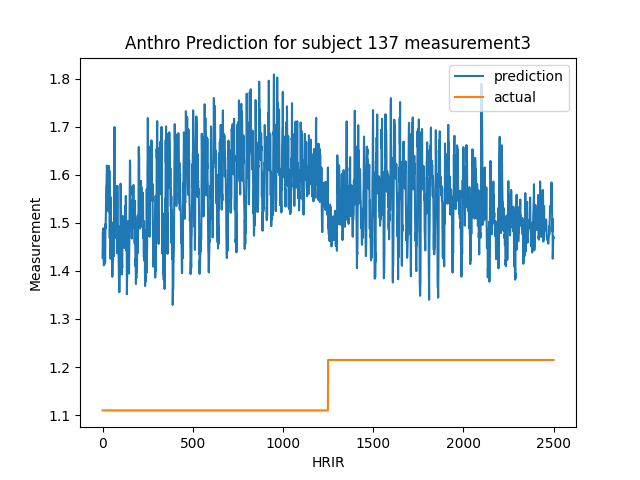 Anthro Prediction for subject 137 measurement3
prediction
actual
Measurement
1.8
1.7
1.6
1.5
1.4
1.3
1.2
1.1
0
500
1000
1500
2000
2500
HRIR